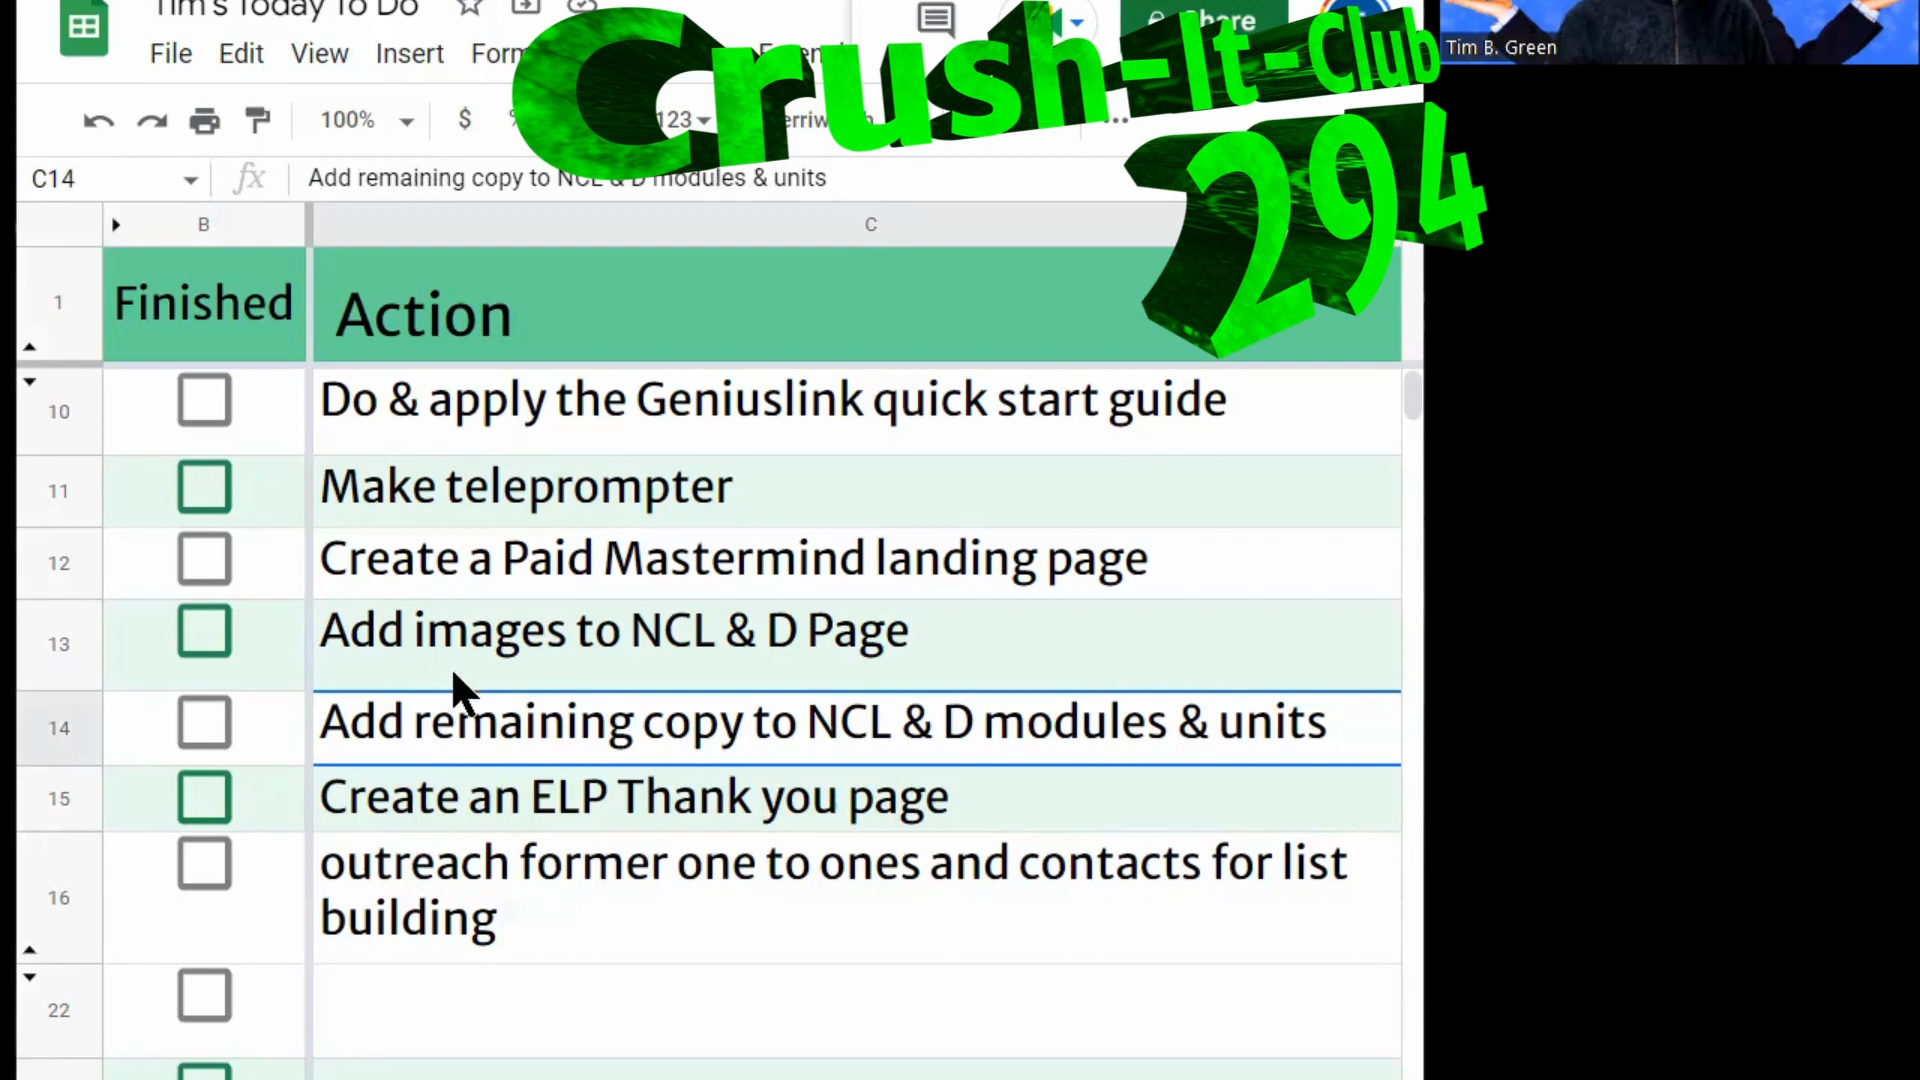 Tim's Today To Do
Share
File Edit View Insert
Crush-It-Club
294
Tim B. Green
100% $ 123
C14 fx Add remaining copy to NCL & D modules & units
B C
1 Finished Action
10 Do & apply the Geniuslink quick start guide
11 Make teleprompter
12 Create a Paid Mastermind landing page
13 Add images to NCL & D Page
14 Add remaining copy to NCL & D modules & units
15 Create an ELP Thank you page
16 outreach former one to ones and contacts for list
building
22